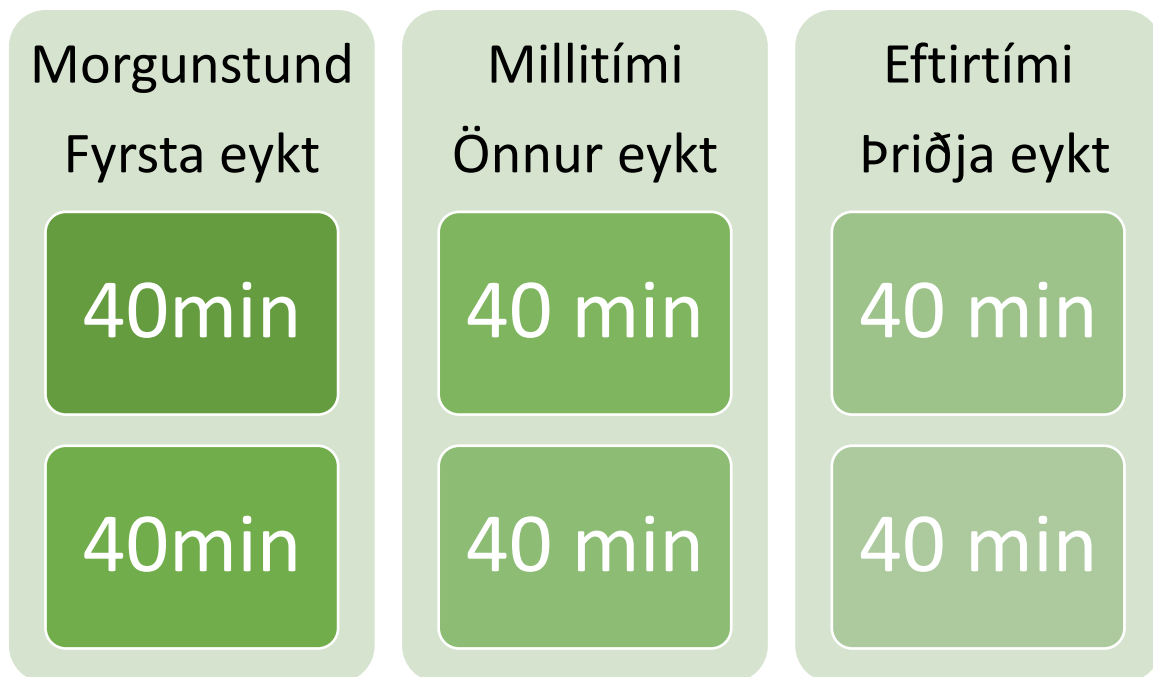 Morgunstund
Fyrsta eykt
40min
40min
Millitími
Önnur eykt
40 min
40 min
Eftirtími
Þriðja eykt
40 min
40 min